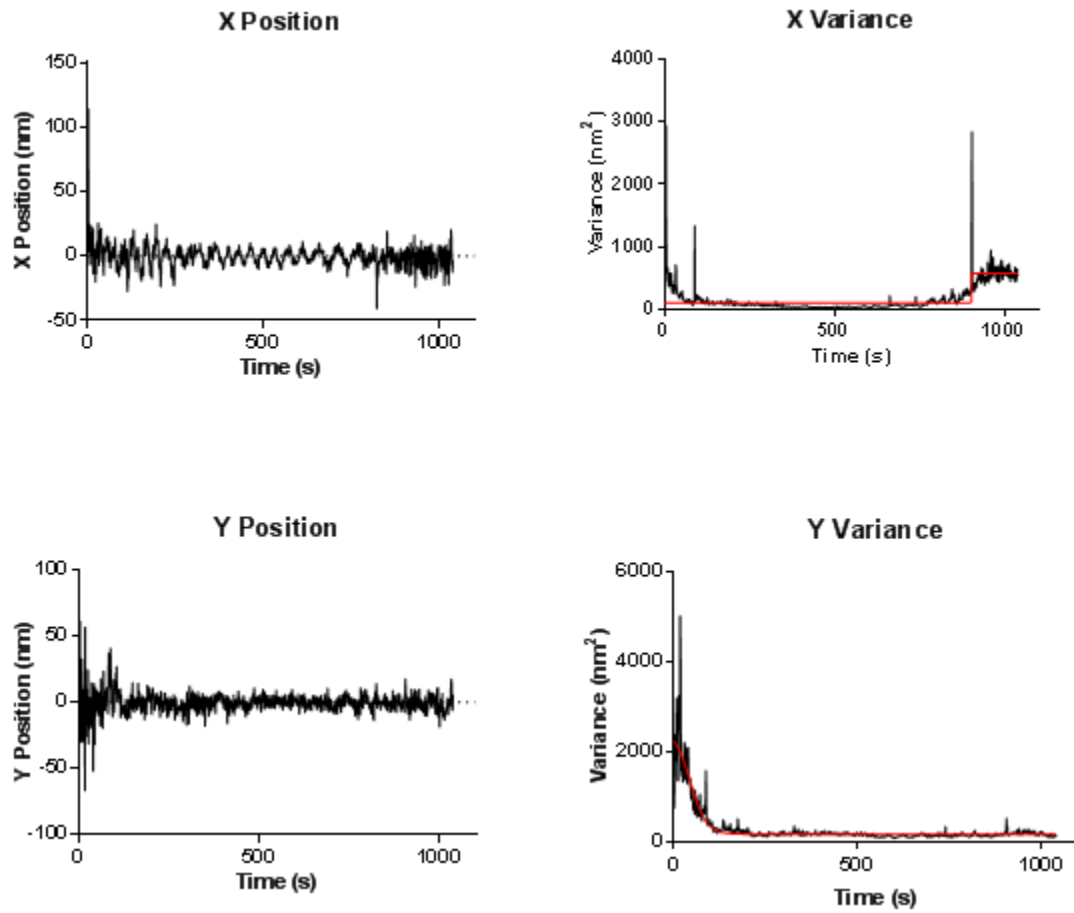 X Position
X Position (nm)
150
100
50
0
-50
0
500
1000
Time (s)
X Variance
Variance (nm²)
4000
3000
2000
1000
0
0
500
1000
Time (s)
Y Position
Y Position (nm)
100
50
0
-50
-100
0
500
1000
Time (s)
Y Variance
Variance (nm²)
6000
4000
2000
0
0
500
1000
Time (s)